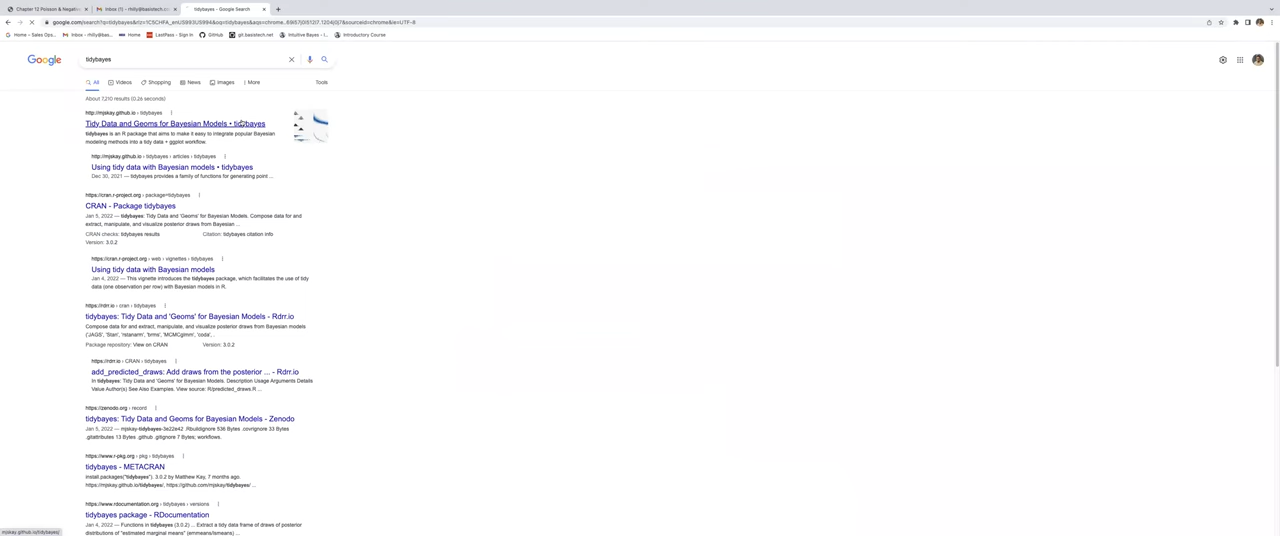 Chapter 12 Poisson & Negativ
Inbox (1) - rhilly@basistech.co
tidybayes - Google Search
Home – Sales Ops...
Inbox - rhilly@bas...
Home
LastPass - Sign In
GitHub
git.basistech.net
Intuitive Bayes - I...
Introductory Course
Google
tidybayes
All
Videos
Shopping
News
Images
More
Tools
About 7,210 results (0.26 seconds)
http://mjskay.github.io › tidybayes
Tidy Data and Geoms for Bayesian Models • tidybayes
tidybayes is an R package that aims to make it easy to integrate popular Bayesian
modeling methods into a tidy data + ggplot workflow.
http://mjskay.github.io › tidybayes › articles › tidybayes
Using tidy data with Bayesian models • tidybayes
Dec 30, 2021 — tidybayes provides a family of functions for generating point ...
https://cran.r-project.org › package=tidybayes
CRAN - Package tidybayes
Jan 5, 2022 — tidybayes: Tidy Data and 'Geoms' for Bayesian Models. Compose data for and
extract, manipulate, and visualize posterior draws from Bayesian ...
CRAN checks: tidybayes results
Citation: tidybayes citation info
Version: 3.0.2
https://cran.r-project.org › web › vignettes › tidybayes
Using tidy data with Bayesian models
Jan 4, 2022 — This vignette introduces the tidybayes package, which facilitates the use of tidy
data (one observation per row) with Bayesian models in R.
https://rdrr.io › cran › tidybayes
tidybayes: Tidy Data and 'Geoms' for Bayesian Models - Rdrr.io
Compose data for and extract, manipulate, and visualize posterior draws from Bayesian models
('JAGS', 'Stan', 'rstanarm', 'brms', 'MCMCglmm', 'coda', ...
Package repository: View on CRAN
Version: 3.0.2
https://rdrr.io › CRAN › tidybayes
add_predicted_draws: Add draws from the posterior ... - Rdrr.io
In tidybayes: Tidy Data and 'Geoms' for Bayesian Models. Description Usage Arguments Details
Value Author(s) See Also Examples. View source: R/predicted_draws.R ...
https://zenodo.org › record
tidybayes: Tidy Data and Geoms for Bayesian Models - Zenodo
Jan 5, 2022 — mjskay-tidybayes-3e22e42 .Rbuildignore 536 Bytes .covrignore 33 Bytes
.gitattributes 13 Bytes .github .gitignore 7 Bytes; workflows.
https://www.r-pkg.org › pkg › tidybayes
tidybayes - METACRAN
install.packages("tidybayes"). 3.0.2 by Matthew Kay, 7 months ago
https://mjskay.github.io/tidybayes/, https://github.com/mjskay/tidybayes/ ...
https://www.rdocumentation.org › tidybayes › versions
tidybayes package - RDocumentation
Jan 4, 2022 — Functions in tidybayes (3.0.2) ... Extract a tidy data frame of draws of posterior
distributions of "estimated marginal means" (emmeans/lsmeans) ...
mjskay.github.io/tidybayes/